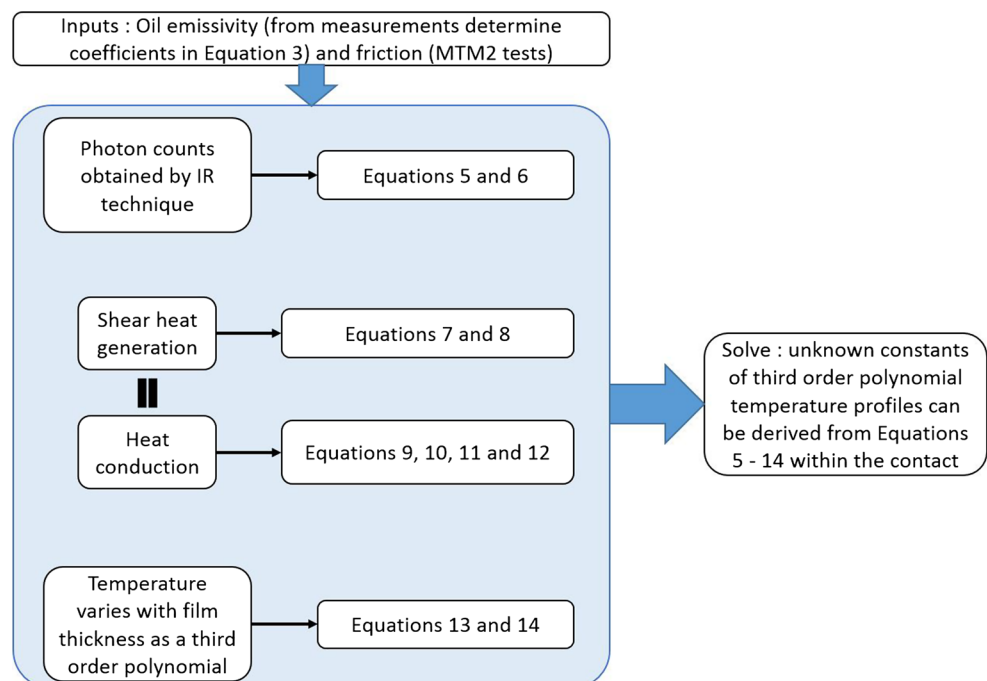 Inputs : Oil emissivity (from measurements determine
coefficients in Equation 3) and friction (MTM2 tests)
Photon counts
obtained by IR
technique
Equations 5 and 6
Shear heat
generation
Equations 7 and 8
Heat
conduction
Equations 9, 10, 11 and 12
Temperature
varies with film
thickness as a third
order polynomial
Equations 13 and 14
Solve : unknown constants
of third order polynomial
temperature profiles can
be derived from Equations
5 - 14 within the contact